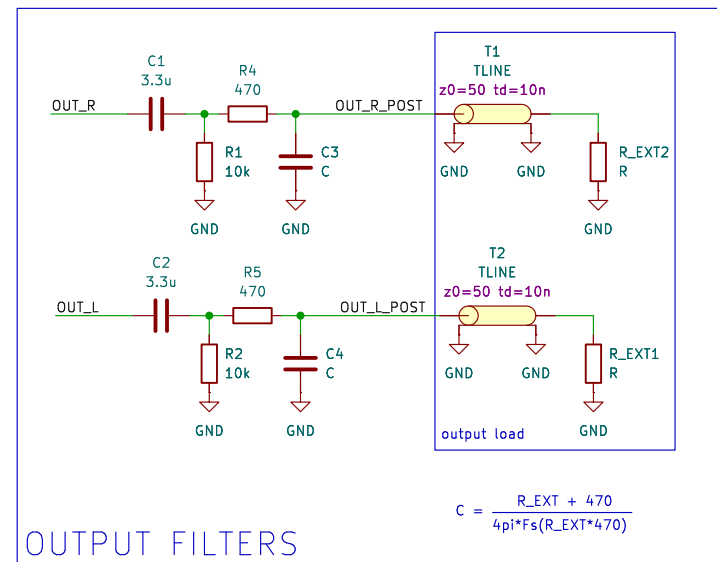 C1
3.3u
R4
470
OUT_R
OUT_R_POST
T1
TLINE
z0=50 td=10n
R1
10k
C3
C
GND
GND
R_EXT2
R
GND
GND
GND
C2
3.3u
R5
470
OUT_L
OUT_L_POST
T2
TLINE
z0=50 td=10n
R2
10k
C4
C
GND
GND
R_EXT1
R
GND
GND
GND
output load
C = R_EXT + 470
4pi*Fs(R_EXT*470)
OUTPUT FILTERS